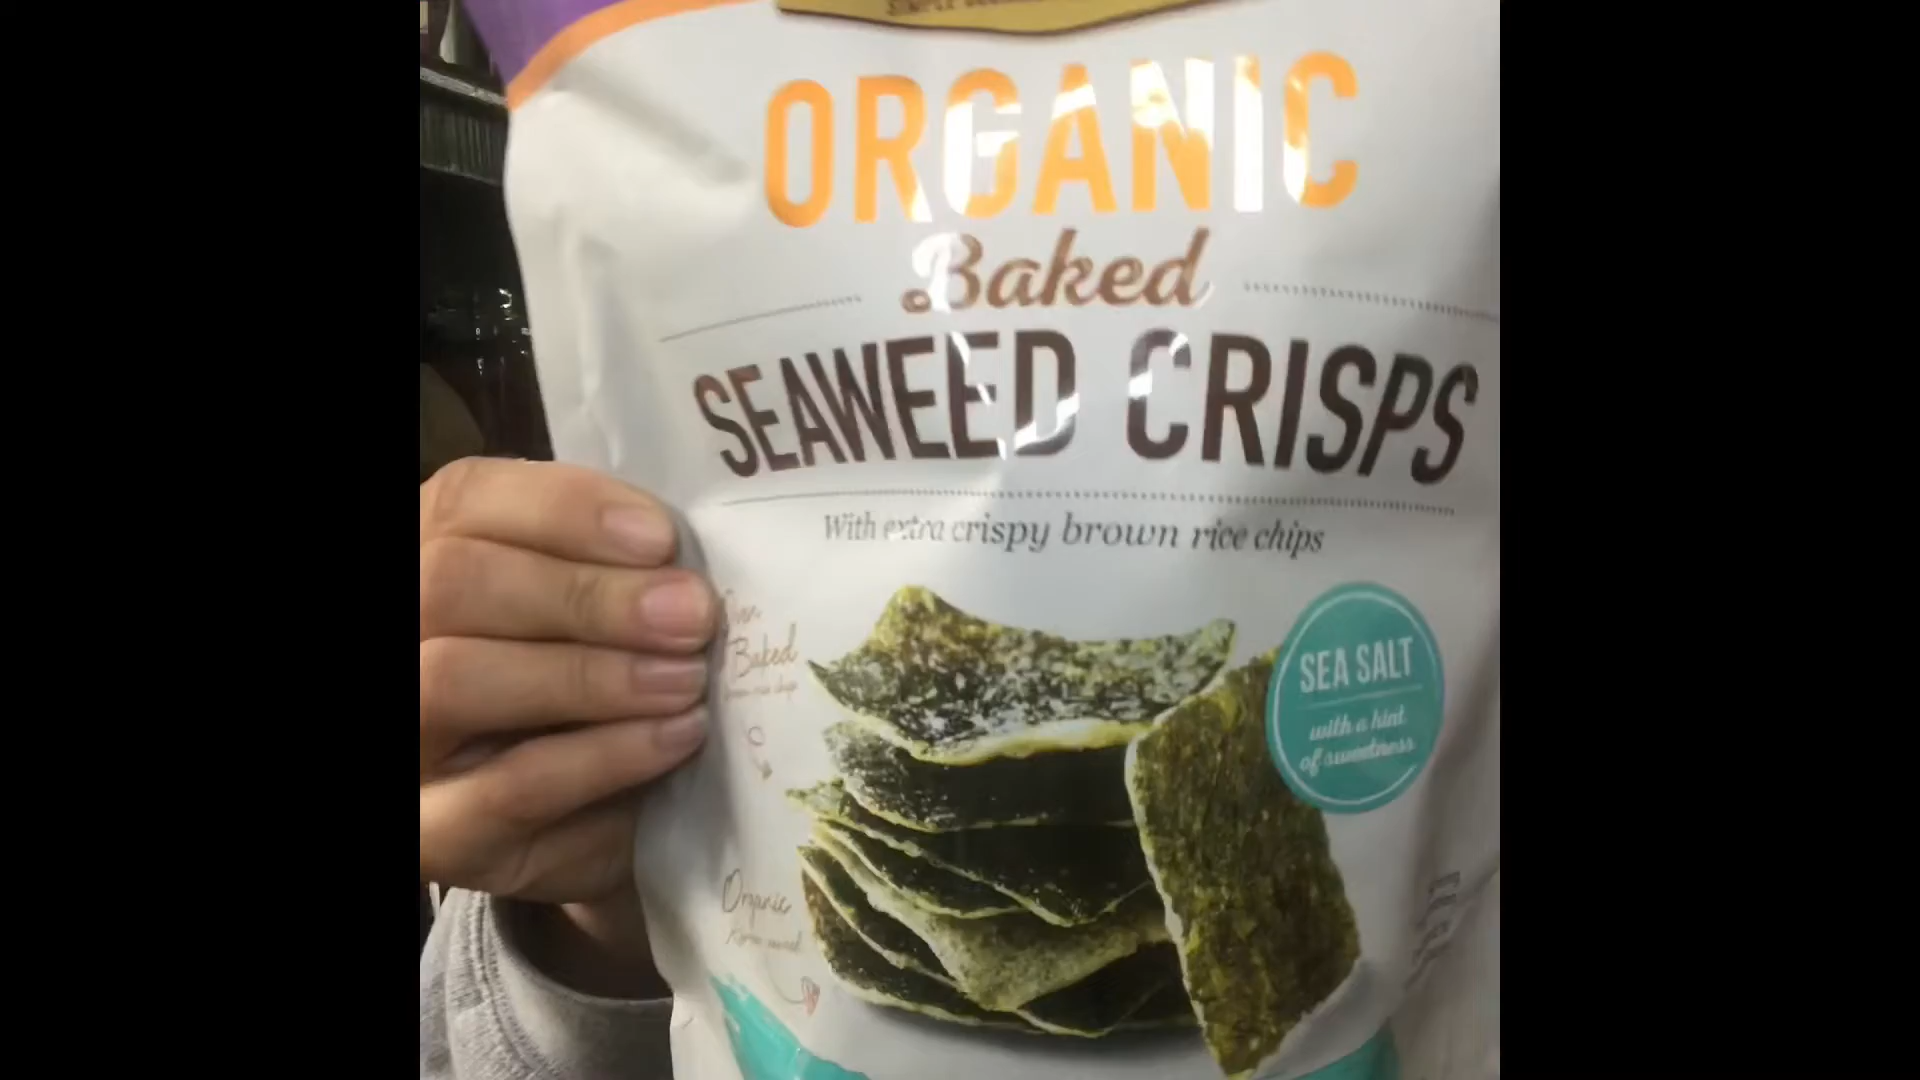 ORGANIC
Baked
SEAWEED CRISPS
With extra crispy brown rice chips
Baked
SEA SALT
with a hint
of sweetness
Organic